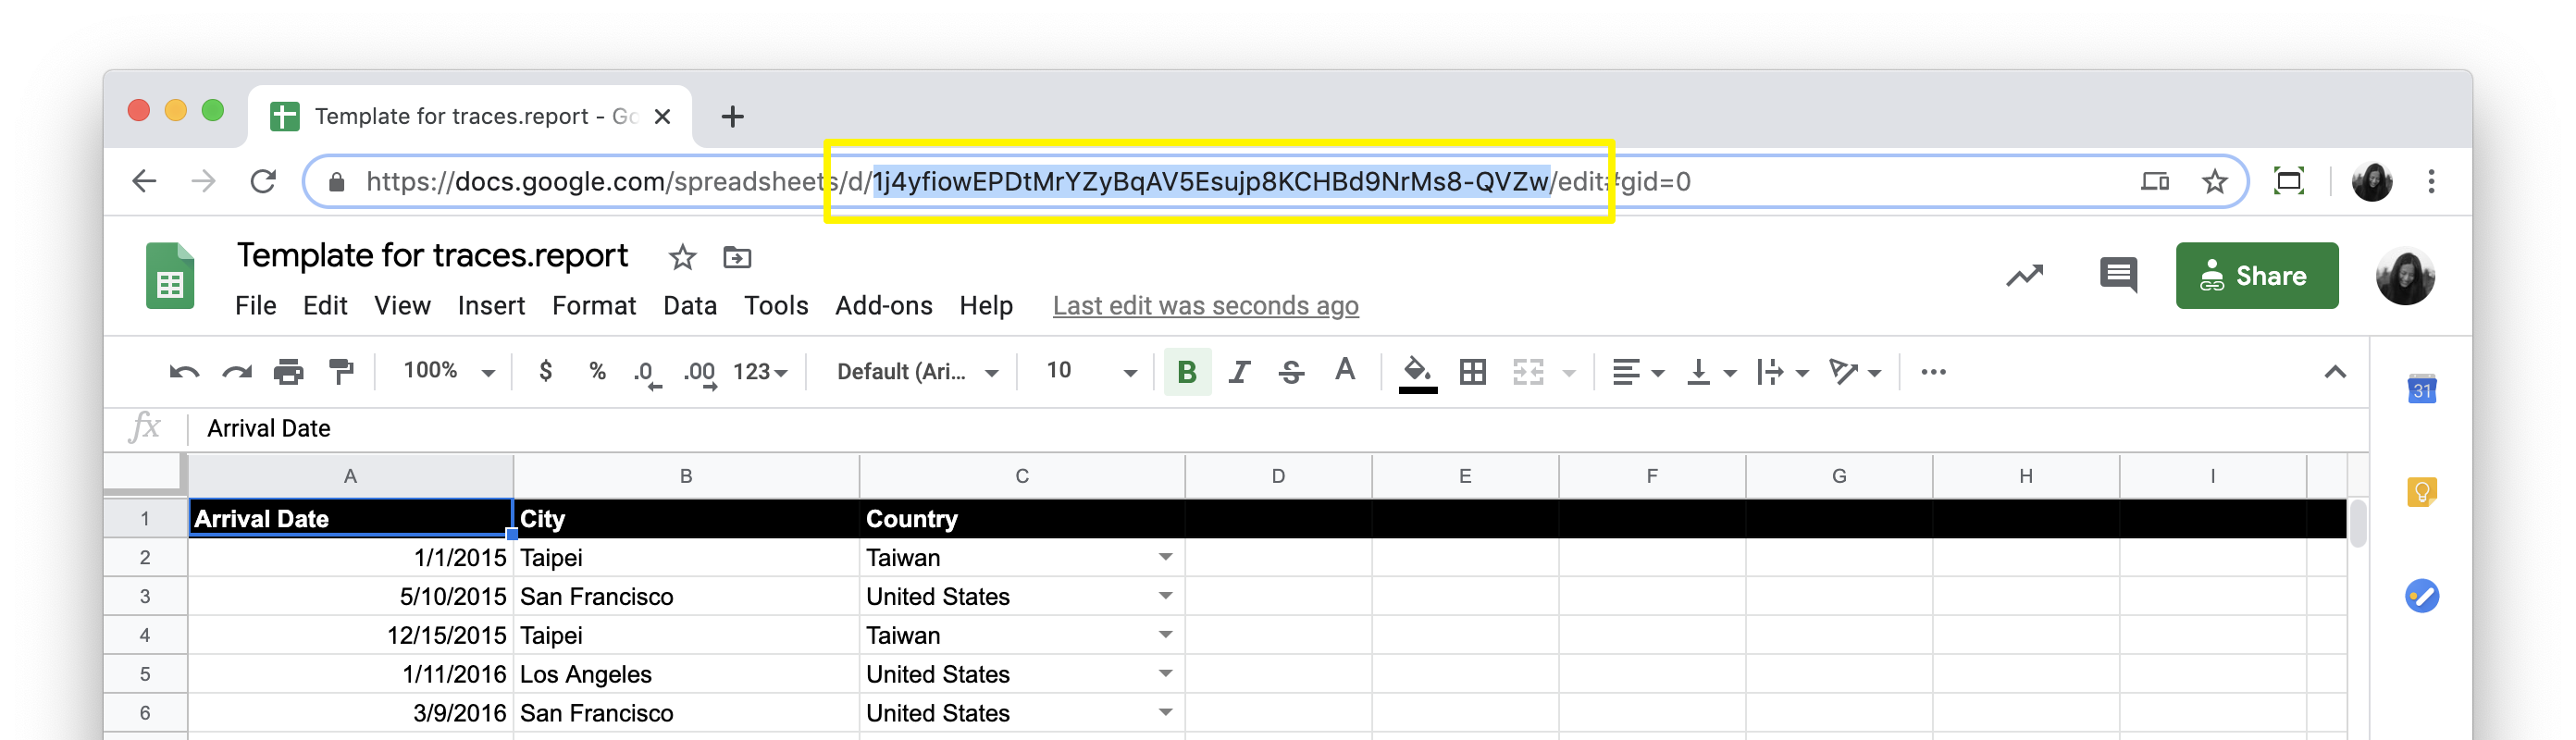 Template for traces.report - Go
https://docs.google.com/spreadsheets/d/1j4yfiowEPDtMrYZyBqAV5Esujp8KCHBd9NrMs8-QVZw/edit#gid=0
Template for traces.report
Share
File Edit View Insert Format Data Tools Add-ons Help Last edit was seconds ago
100% $ % .0 .00 123 Default (Ari... 10 B I S A
31
fx Arrival Date
A B C D E F G H I
1 Arrival Date City Country
2 1/1/2015 Taipei Taiwan
3 5/10/2015 San Francisco United States
4 12/15/2015 Taipei Taiwan
5 1/11/2016 Los Angeles United States
6 3/9/2016 San Francisco United States